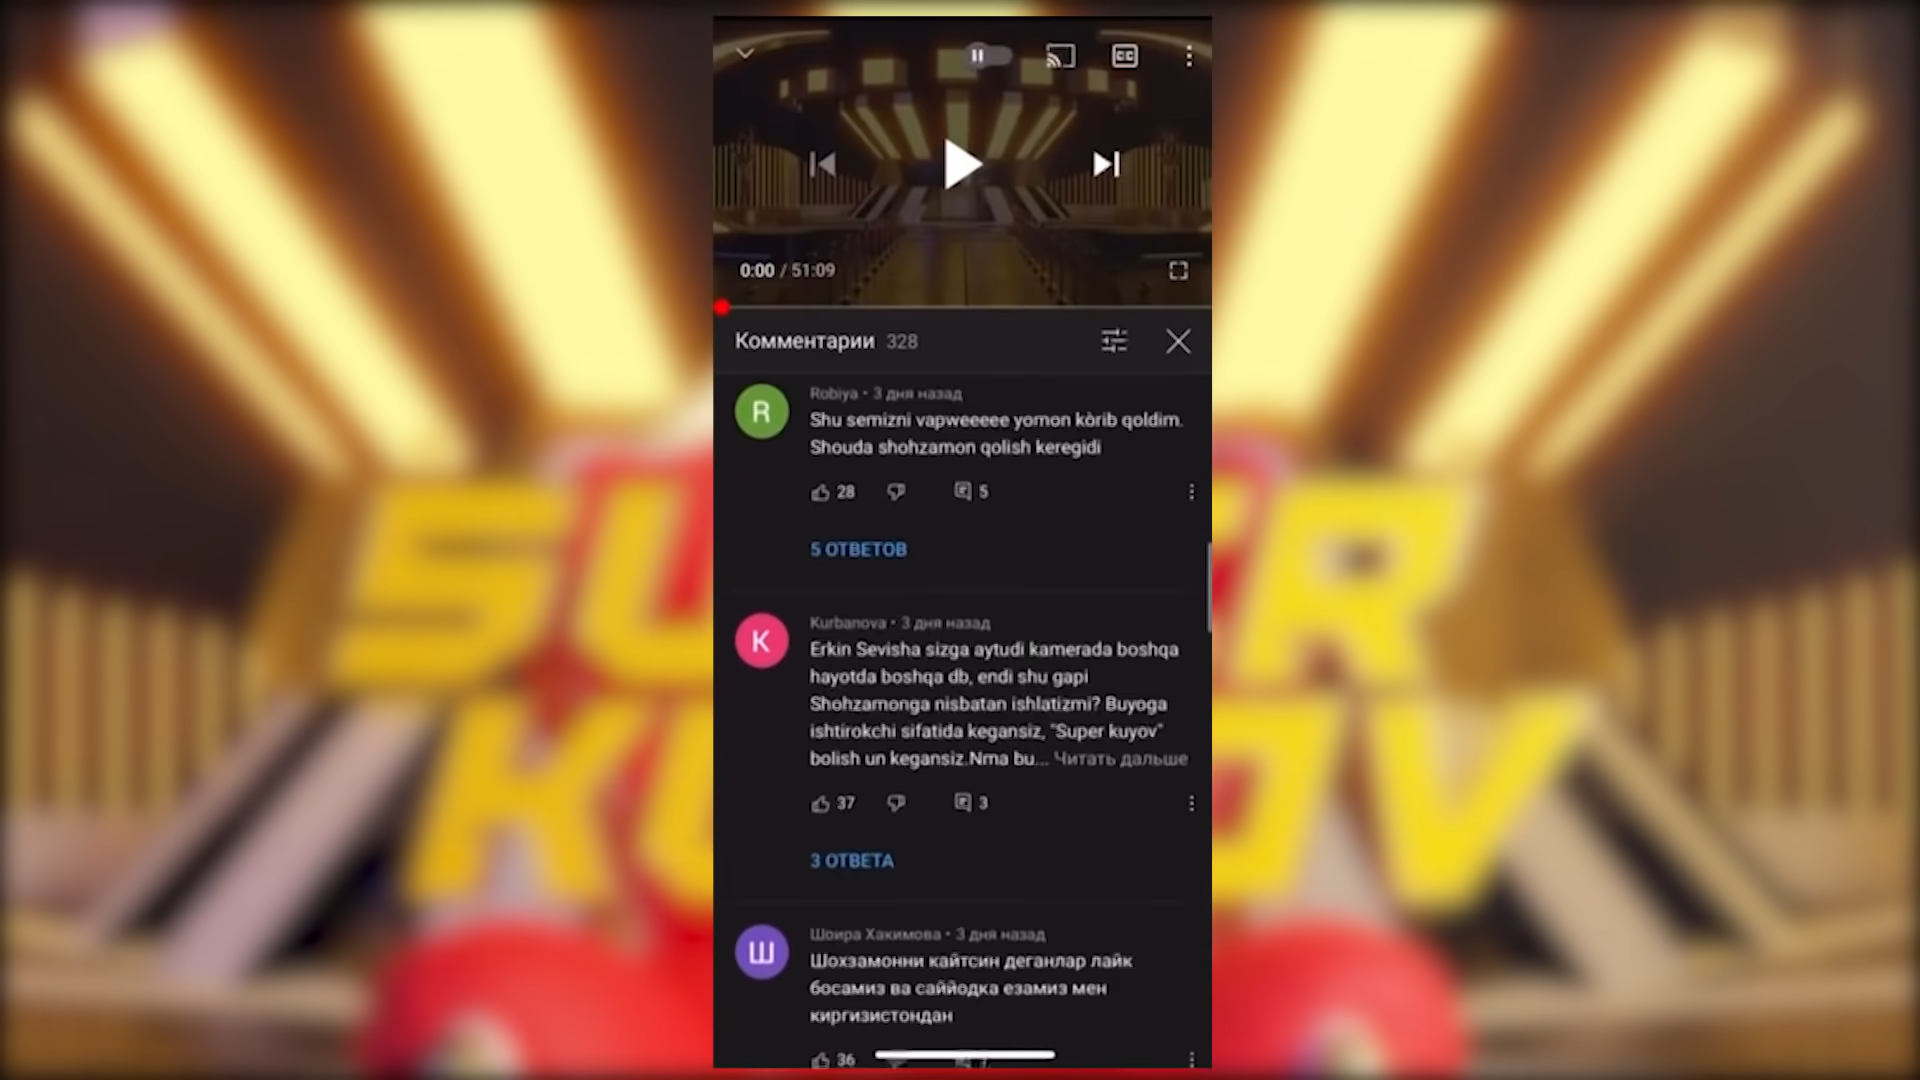 0:00 / 51:09
Комментарии 328
R
Robiya • 3 дня назад
Shu semizni vapweeeee yomon kòrib qoldim.
Shouda shohzamon qolish keregidi
28 5
5 ОТВЕТОВ
K
Kurbanova • 3 дня назад
Erkin Sevisha sizga aytudi kamerada boshqa
hayotda boshqa db, endi shu gapi
Shohzamonga nisbatan ishlatizmi? Buyoga
ishtirokchi sifatida kegansiz, "Super kuyov"
bolish un kegansiz.Nma bu... Читать дальше
37 3
3 ОТВЕТА
Ш
Шоира Хакимова • 3 дня назад
Шохзамонни кайтсин деганлар лайк
босамиз ва саййодка езамиз мен
киргизистондан
36